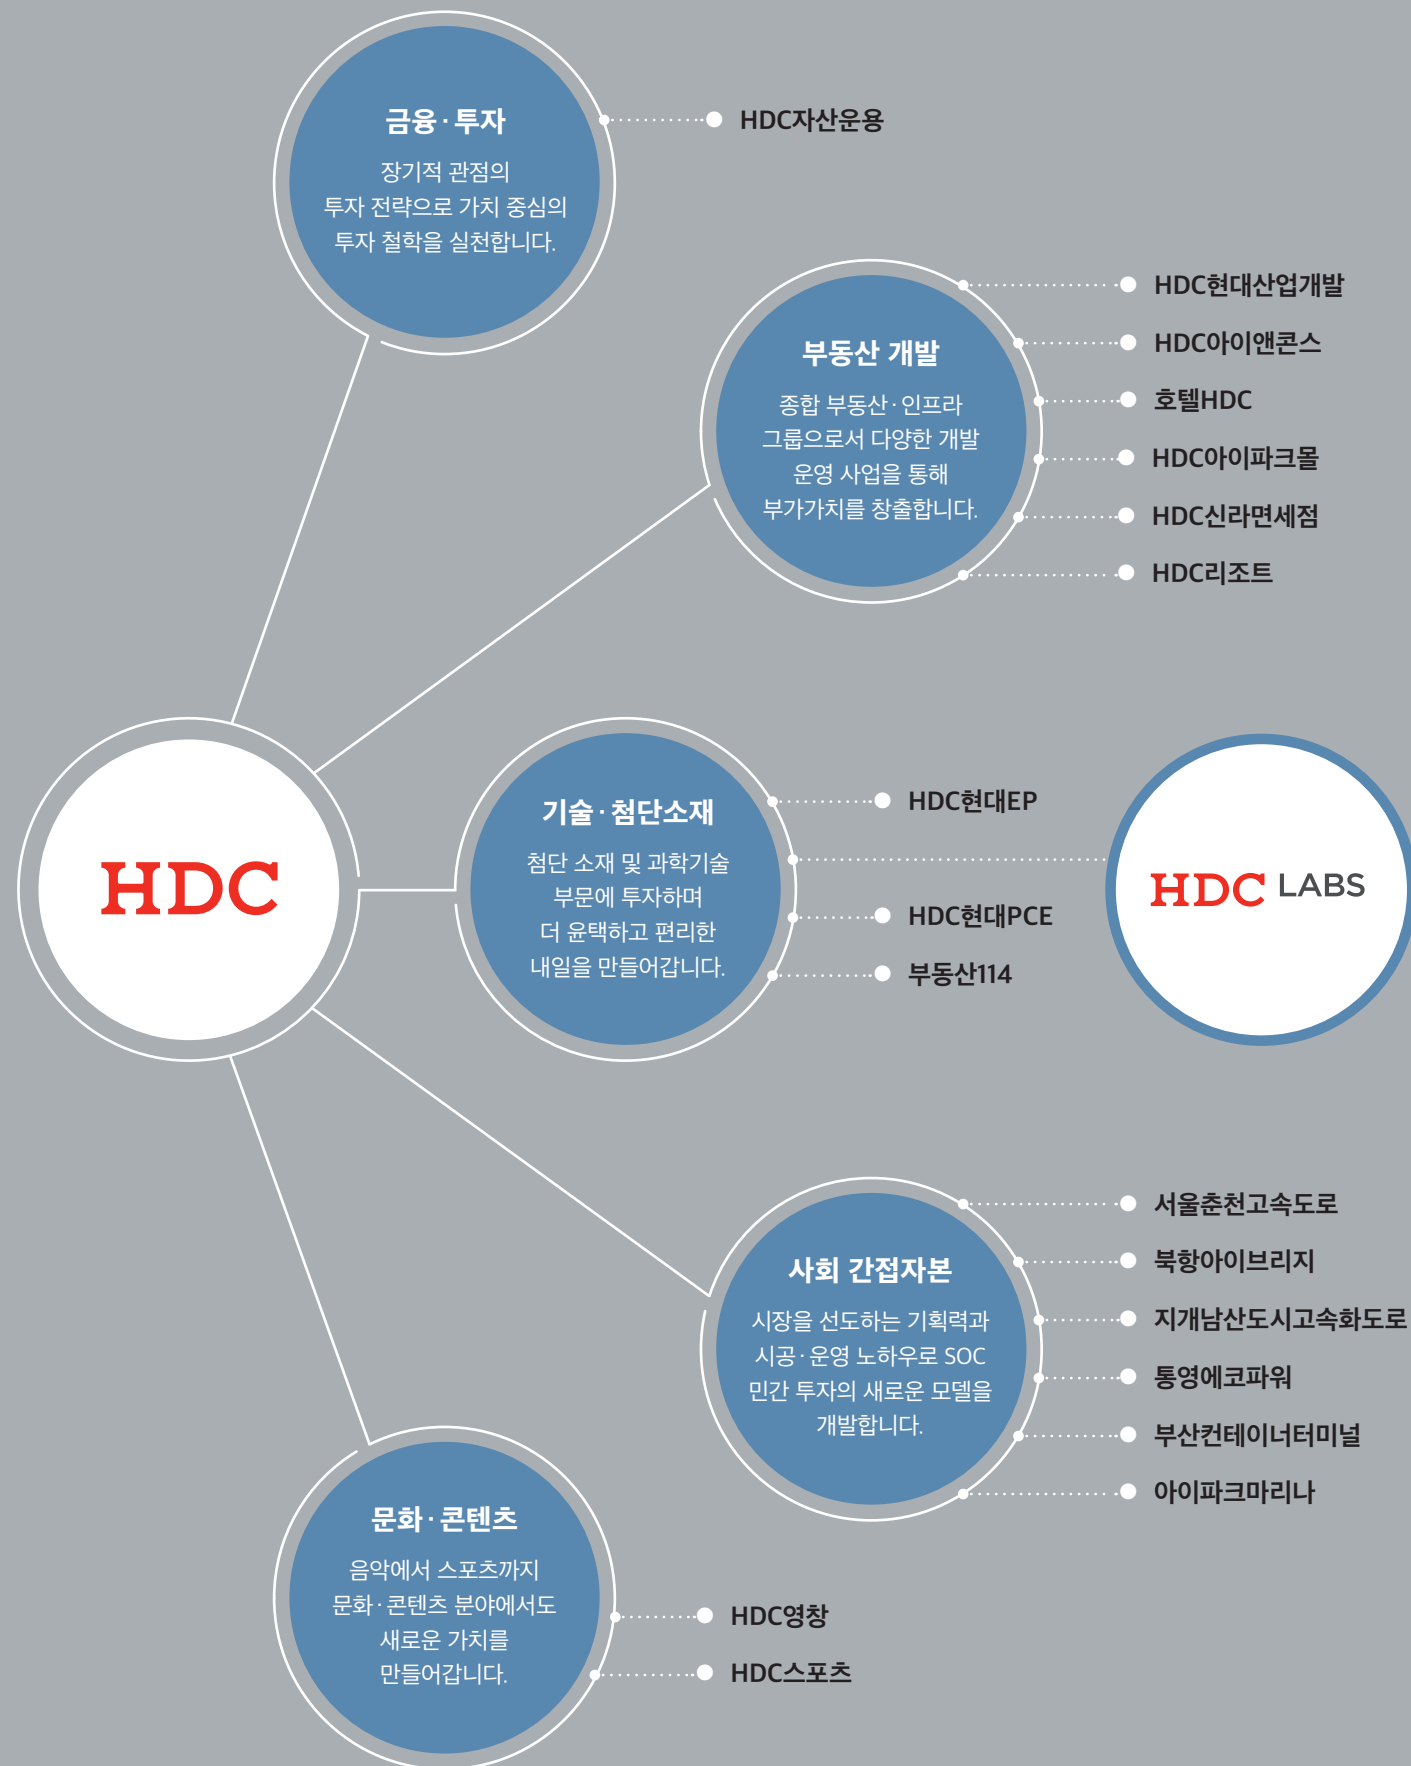 금융·투자
장기적 관점의
투자 전략으로 가치 중심의
투자 철학을 실천합니다.
HDC자산운용
부동산 개발
종합 부동산·인프라
그룹으로서 다양한 개발
운영 사업을 통해
부가가치를 창출합니다.
HDC현대산업개발
HDC아이앤콘스
호텔HDC
HDC아이파크몰
HDC신라면세점
HDC리조트
HDC
기술·첨단소재
첨단 소재 및 과학기술
부문에 투자하며
더 윤택하고 편리한
내일을 만들어갑니다.
HDC현대EP
HDC LABS
HDC현대PCE
부동산114
사회 간접자본
시장을 선도하는 기획력과
시공·운영 노하우로 SOC
민간 투자의 새로운 모델을
개발합니다.
서울춘천고속도로
북항아이브리지
지개남산도시고속화도로
통영에코파워
부산컨테이너터미널
아이파크마리나
문화·콘텐츠
음악에서 스포츠까지
문화·콘텐츠 분야에서도
새로운 가치를
만들어갑니다.
HDC영창
HDC스포츠